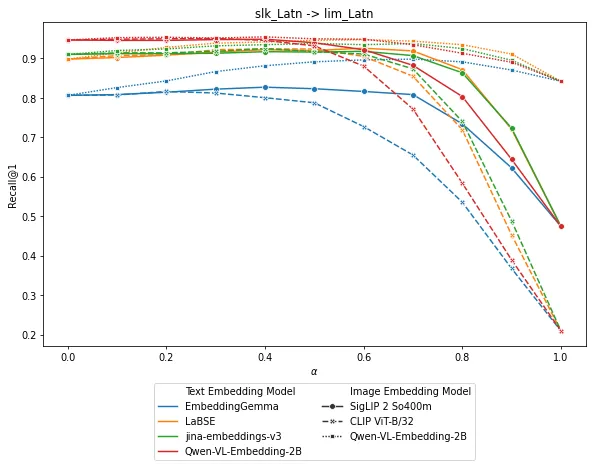 slk_Latn -> lim_Latn
Recall@1
0.9
0.8
0.7
0.6
0.5
0.4
0.3
0.2
0.0
0.2
0.4
0.6
0.8
1.0
α
Text Embedding Model
EmbeddingGemma
LaBSE
jina-embeddings-v3
Qwen-VL-Embedding-2B
Image Embedding Model
SigLIP 2 So400m
CLIP ViT-B/32
Qwen-VL-Embedding-2B